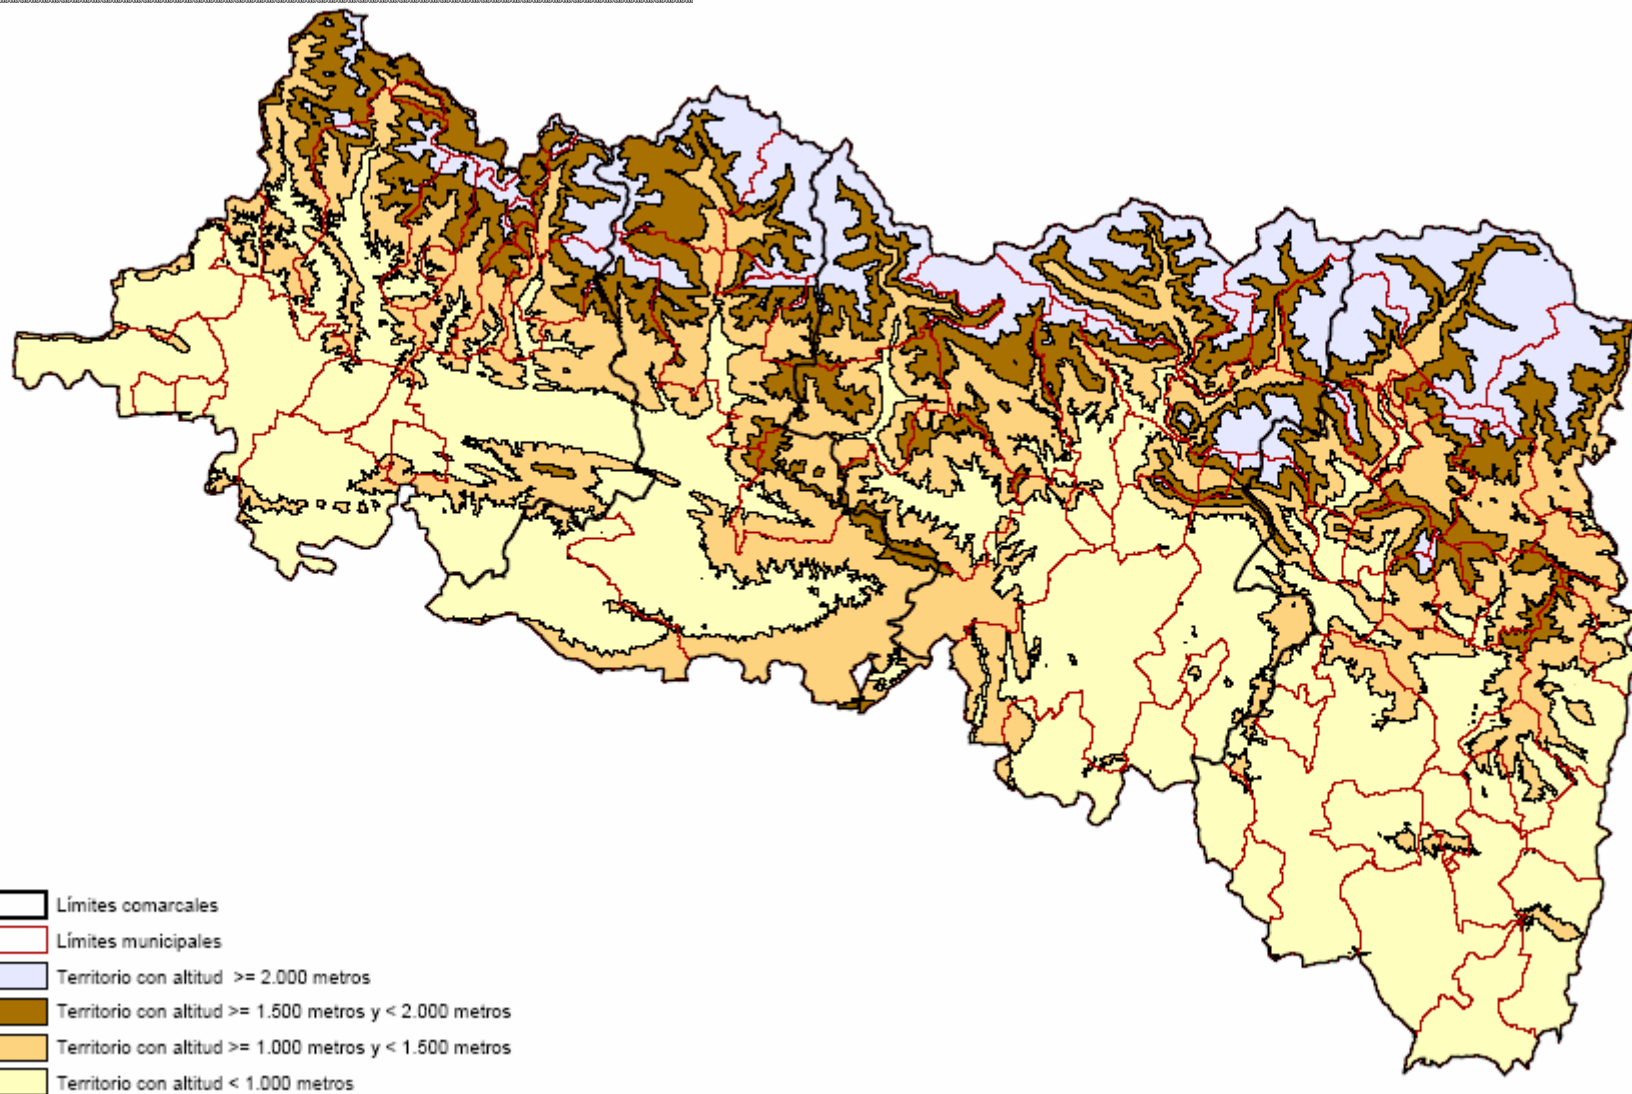 Límites comarcales
Límites municipales
Territorio con altitud >= 2.000 metros
Territorio con altitud >= 1.500 metros y < 2.000 metros
Territorio con altitud >= 1.000 metros y < 1.500 metros
Territorio con altitud < 1.000 metros